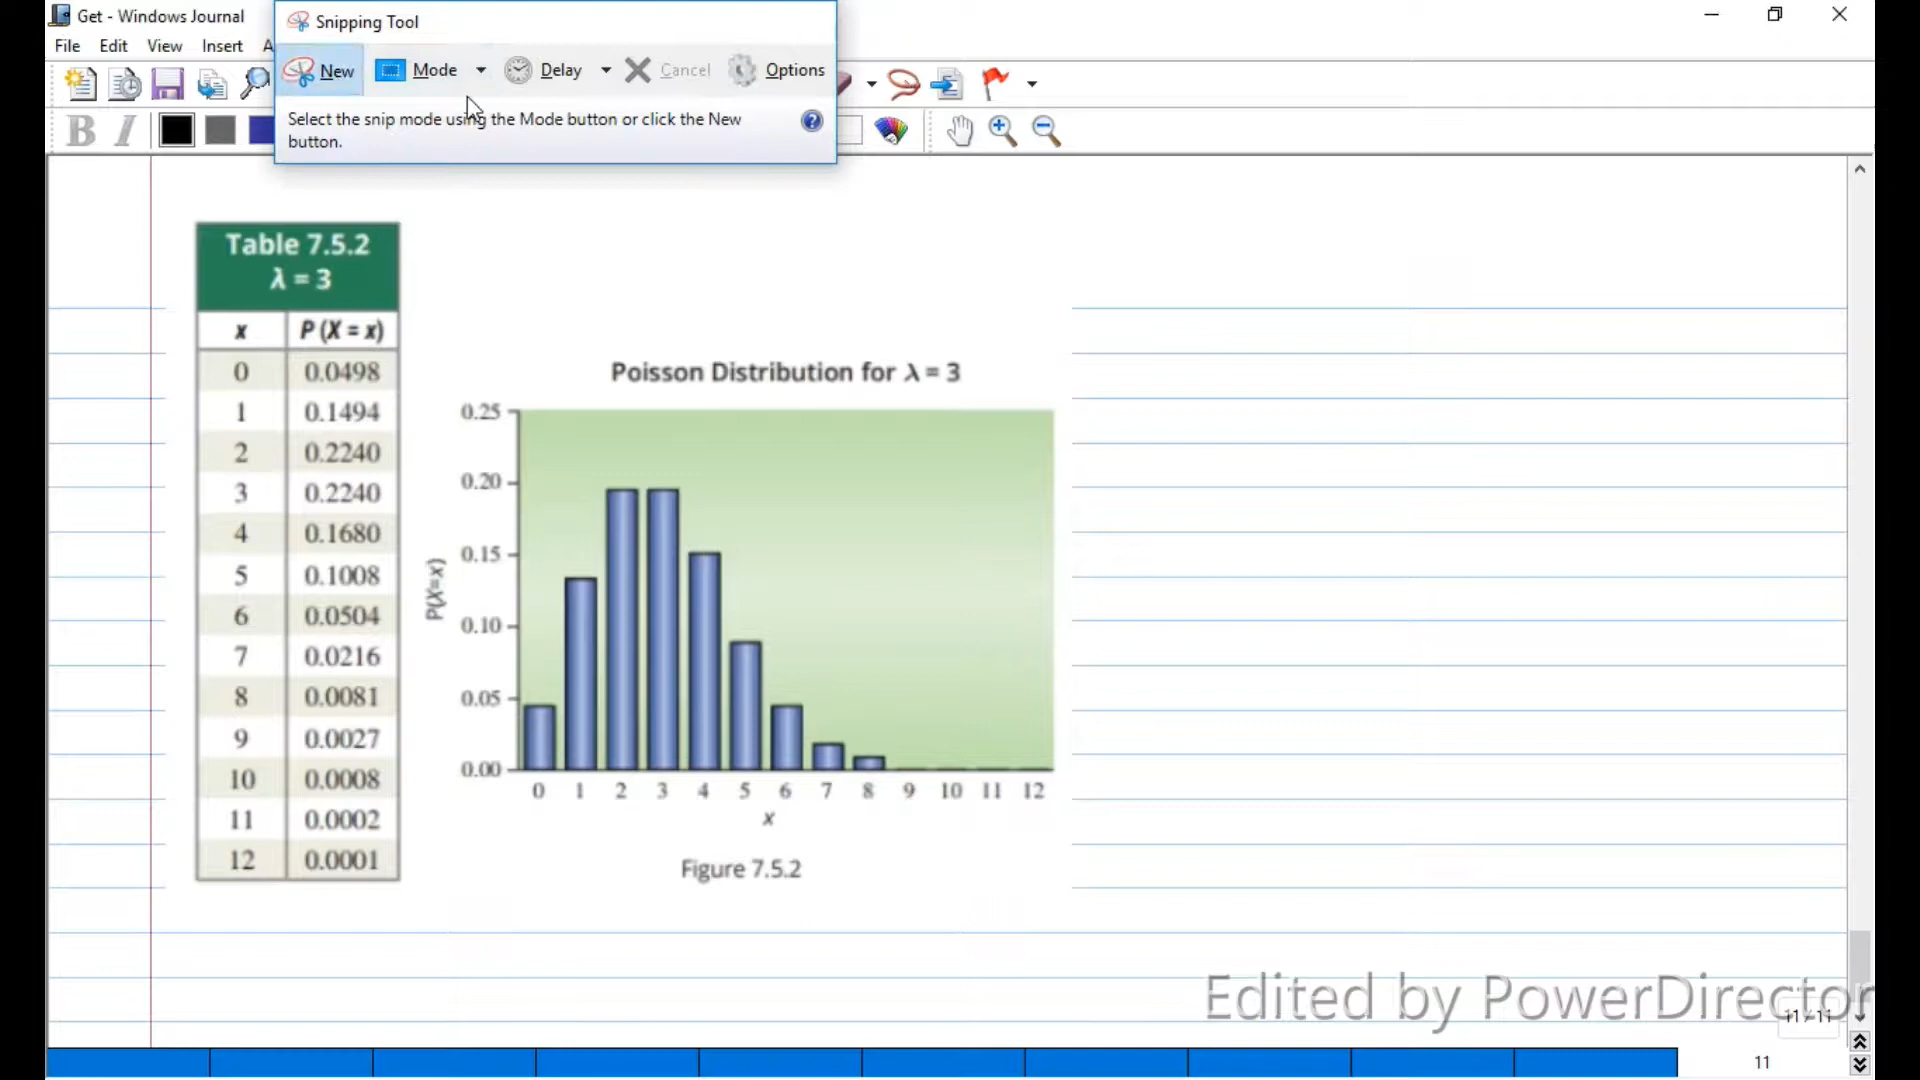 Get - Windows Journal
Snipping Tool
File Edit View Insert A
New Mode Delay Cancel Options
Select the snip mode using the Mode button or click the New
button.
B I
Table 7.5.2
λ = 3
x P (X = x)
0 0.0498
1 0.1494
2 0.2240
3 0.2240
4 0.1680
5 0.1008
6 0.0504
7 0.0216
8 0.0081
9 0.0027
10 0.0008
11 0.0002
12 0.0001
Poisson Distribution for λ = 3
0.25
0.20
0.15
0.10
0.05
0.00
P(X=x)
0 1 2 3 4 5 6 7 8 9 10 11 12
x
Figure 7.5.2
Edited by PowerDirector
11 / 11
11